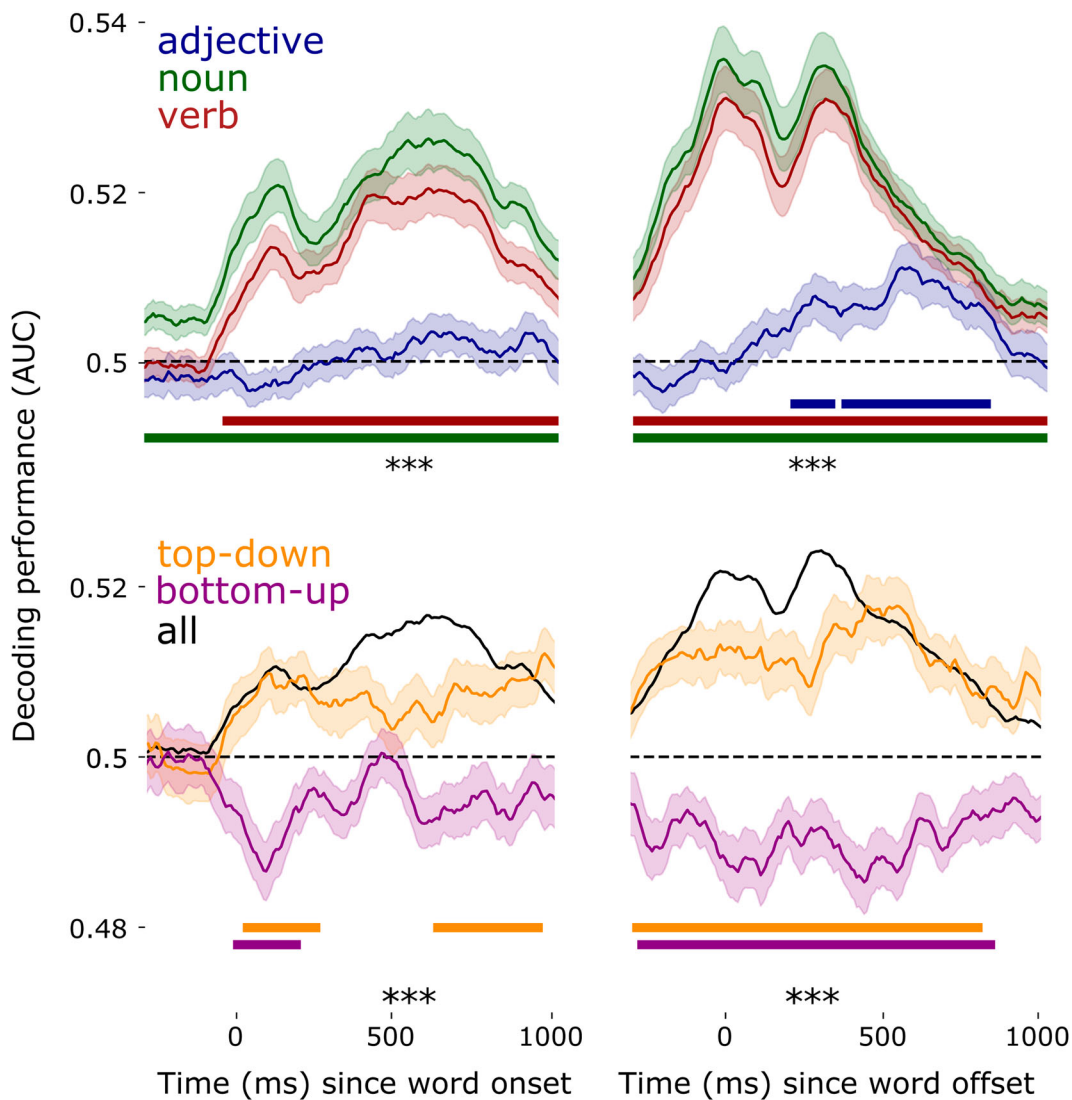 0.54
adjective
noun
verb
0.52
0.5
***
***
Decoding performance (AUC)
top-down
bottom-up
all
0.52
0.5
0.48
***
***
0 500 1000 0 500 1000
Time (ms) since word onset Time (ms) since word offset